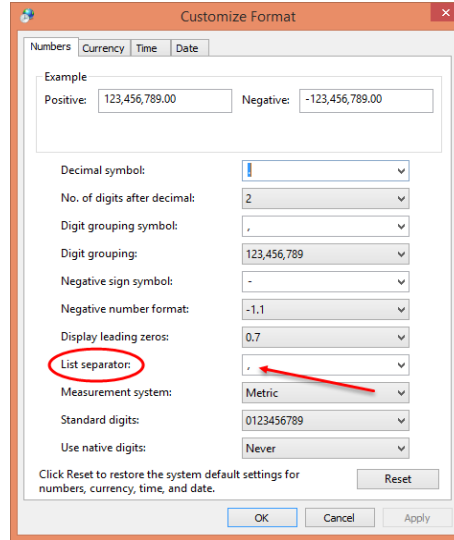 Customize Format
Numbers Currency Time Date
Example
Positive: 123,456,789.00 Negative: -123,456,789.00
Decimal symbol: .
No. of digits after decimal: 2
Digit grouping symbol: ,
Digit grouping: 123,456,789
Negative sign symbol: -
Negative number format: -1.1
Display leading zeros: 0.7
List separator: ,
Measurement system: Metric
Standard digits: 0123456789
Use native digits: Never
Click Reset to restore the system default settings for
numbers, currency, time, and date.
Reset
OK Cancel Apply